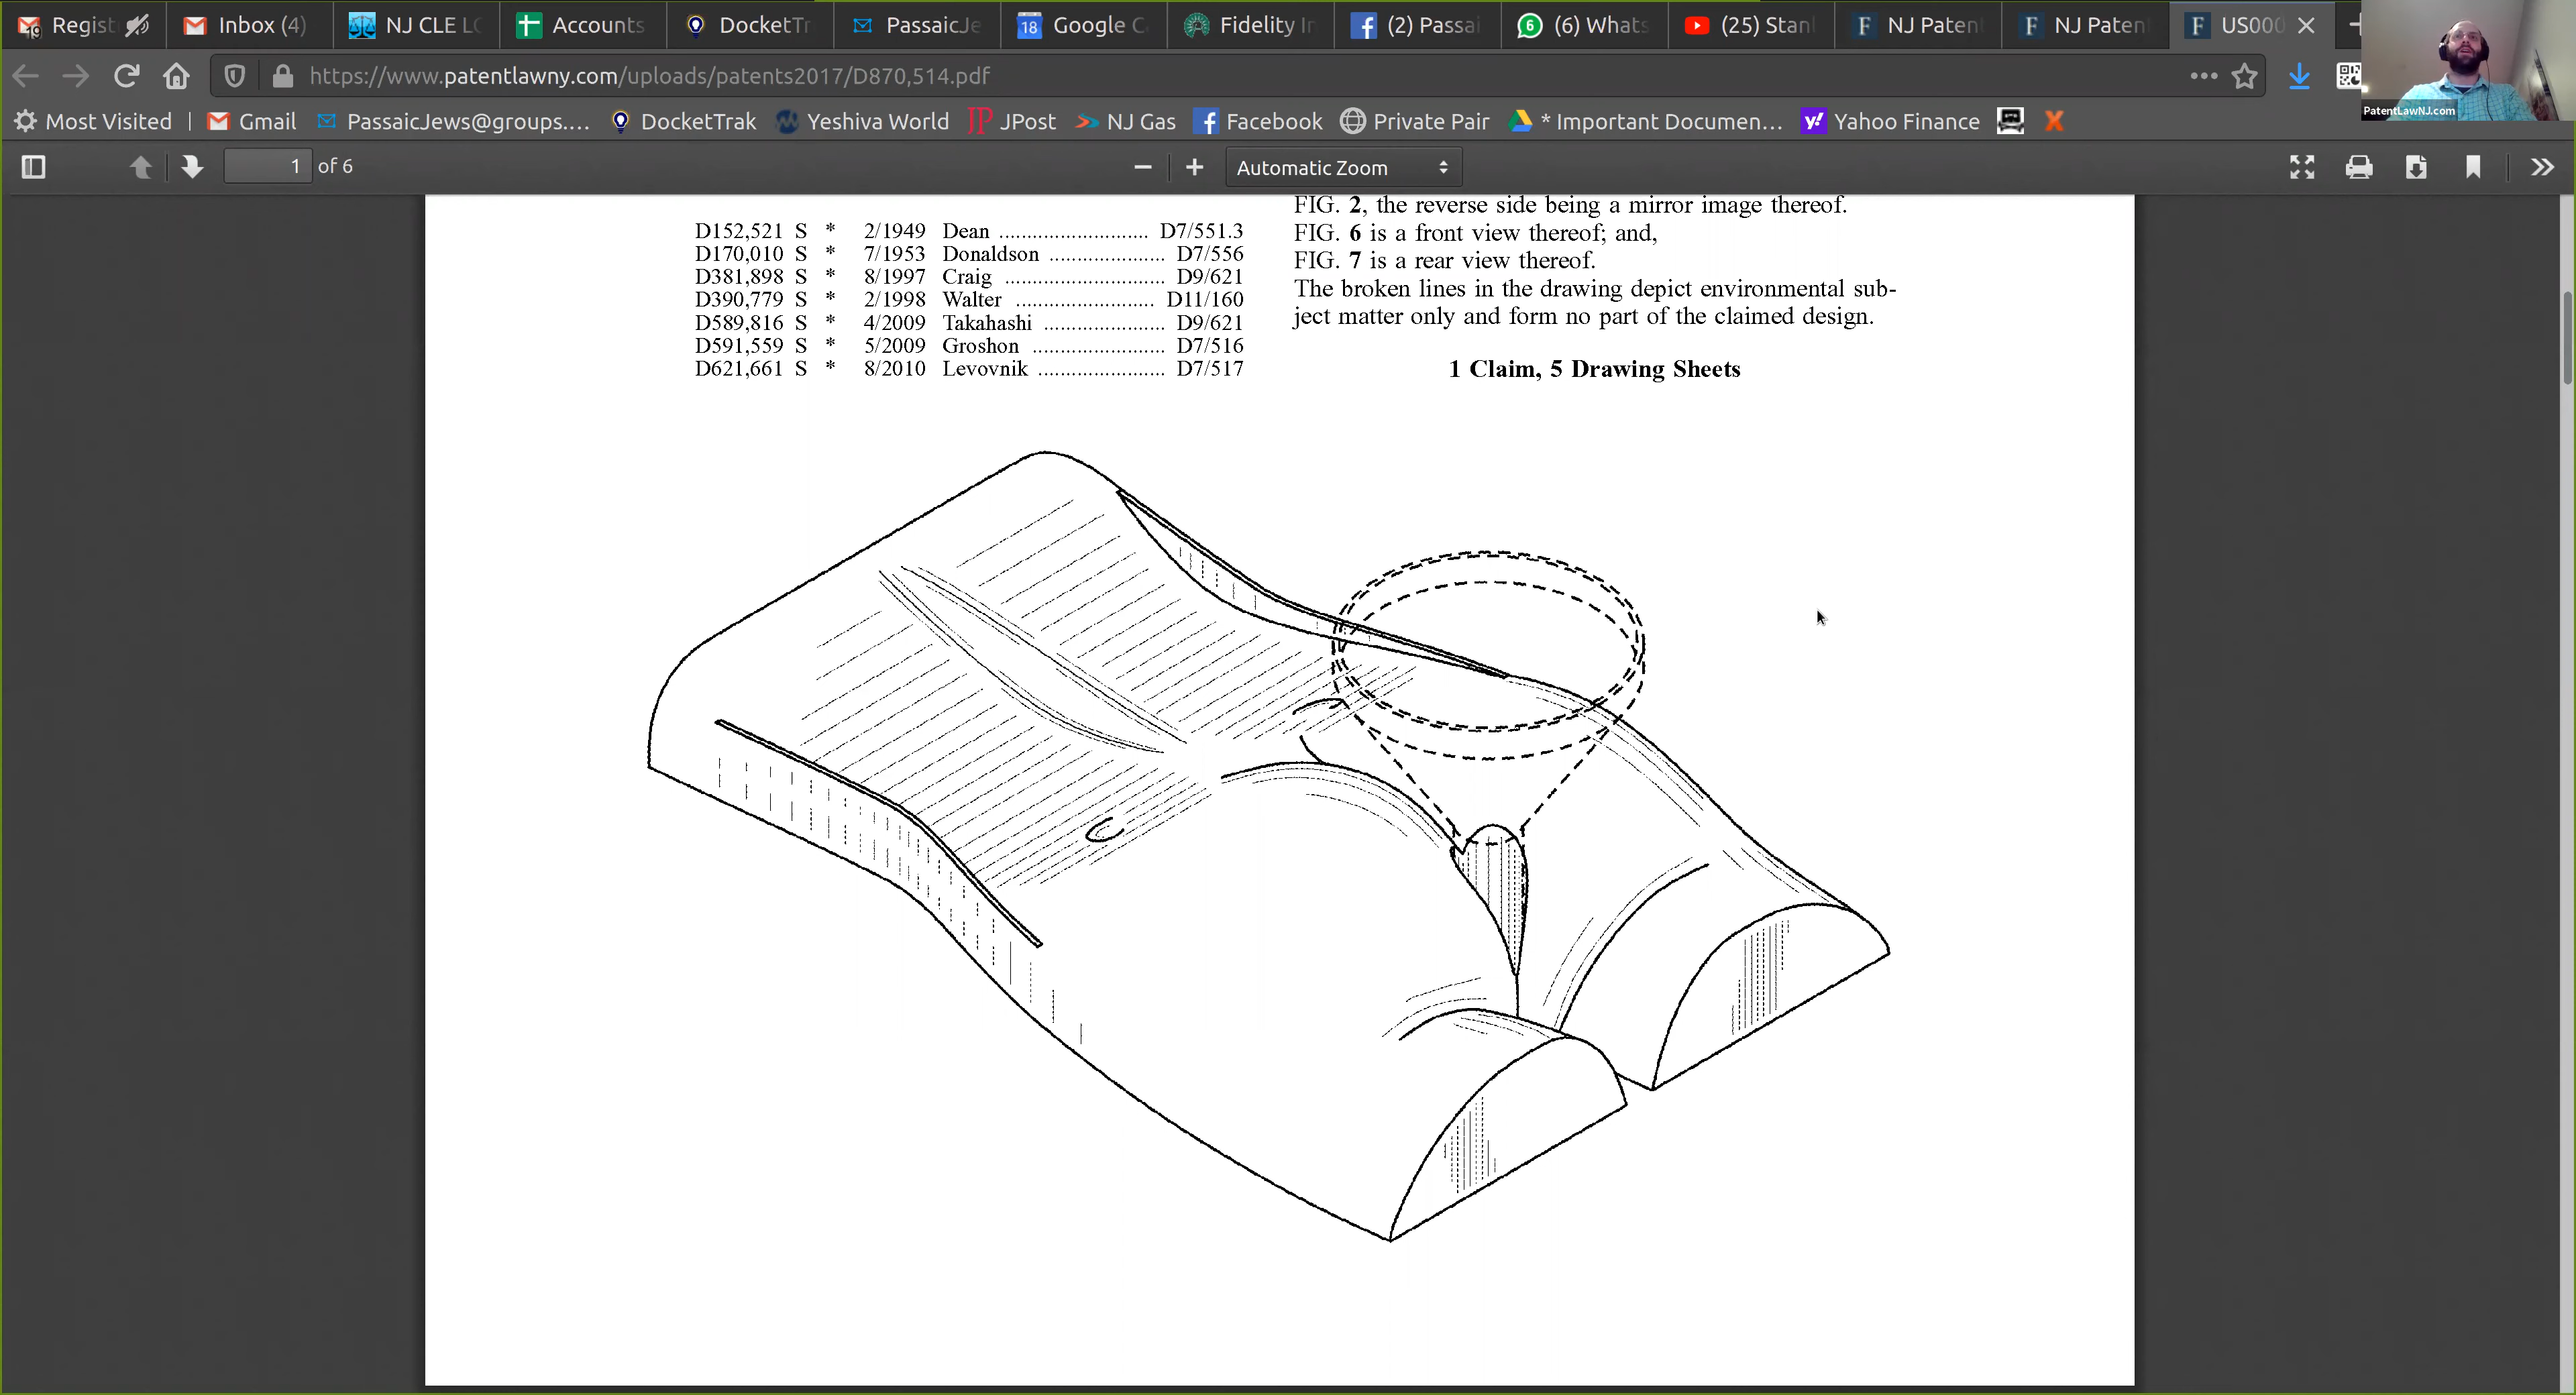 Regist
Inbox (4)
NJ CLE LO
Accounts
DocketTr
PassaicJe
18 Google C
Fidelity In
(2) Passai
6 (6) Whats
(25) Stanl
NJ Paten
NJ Paten
US000
https://www.patentlawny.com/uploads/patents2017/D870,514.pdf
PatentLawNJ.com
Most Visited
Gmail
PassaicJews@groups....
DocketTrak
Yeshiva World
JP JPost
NJ Gas
Facebook
Private Pair
* Important Documen...
y! Yahoo Finance
X
1 of 6
Automatic Zoom
D152,521 S * 2/1949 Dean .......................... D7/551.3
D170,010 S * 7/1953 Donaldson ..................... D7/556
D381,898 S * 8/1997 Craig ............................. D9/621
D390,779 S * 2/1998 Walter ........................ D11/160
D589,816 S * 4/2009 Takahashi ...................... D9/621
D591,559 S * 5/2009 Groshon ........................ D7/516
D621,661 S * 8/2010 Levovnik ....................... D7/517
FIG. 2, the reverse side being a mirror image thereof.
FIG. 6 is a front view thereof; and,
FIG. 7 is a rear view thereof.
The broken lines in the drawing depict environmental sub-
ject matter only and form no part of the claimed design.
1 Claim, 5 Drawing Sheets